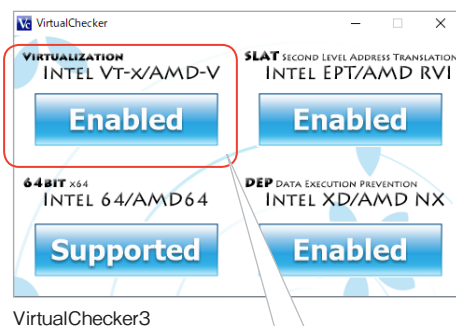 Vc VirtualChecker
VIRTUALIZATION
INTEL VT-X/AMD-V
Enabled
SLAT SECOND LEVEL ADDRESS TRANSLATION
INTEL EPT/AMD RVI
Enabled
64BIT X64
INTEL 64/AMD64
Supported
DEP DATA EXECUTION PREVENTION
INTEL XD/AMD NX
Enabled
VirtualChecker3